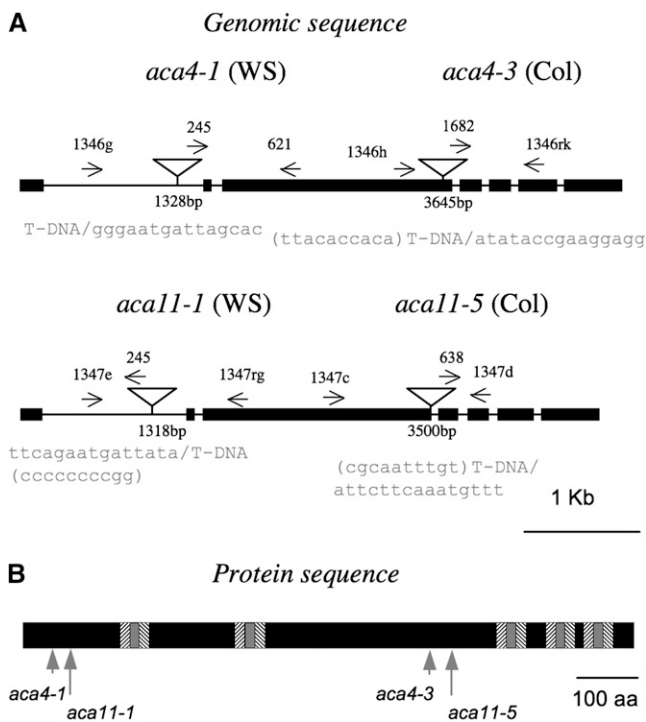 A Genomic sequence
aca4-1 (WS) aca4-3 (Col)
1346g 245 621 1346h 1682 1346rk
1328bp 3645bp
T-DNA/gggaatgattagcac (ttacaccaca)T-DNA/atataccgaaggagg
aca11-1 (WS) aca11-5 (Col)
1347e 245 1347rg 1347c 638 1347d
1318bp 3500bp
ttcagaatgattata/T-DNA
(cccccccccgg)
(cgcaatttgt)T-DNA/
attcttcaaatgttt
1 Kb
B Protein sequence
aca4-1 aca11-1 aca4-3 aca11-5 100 aa